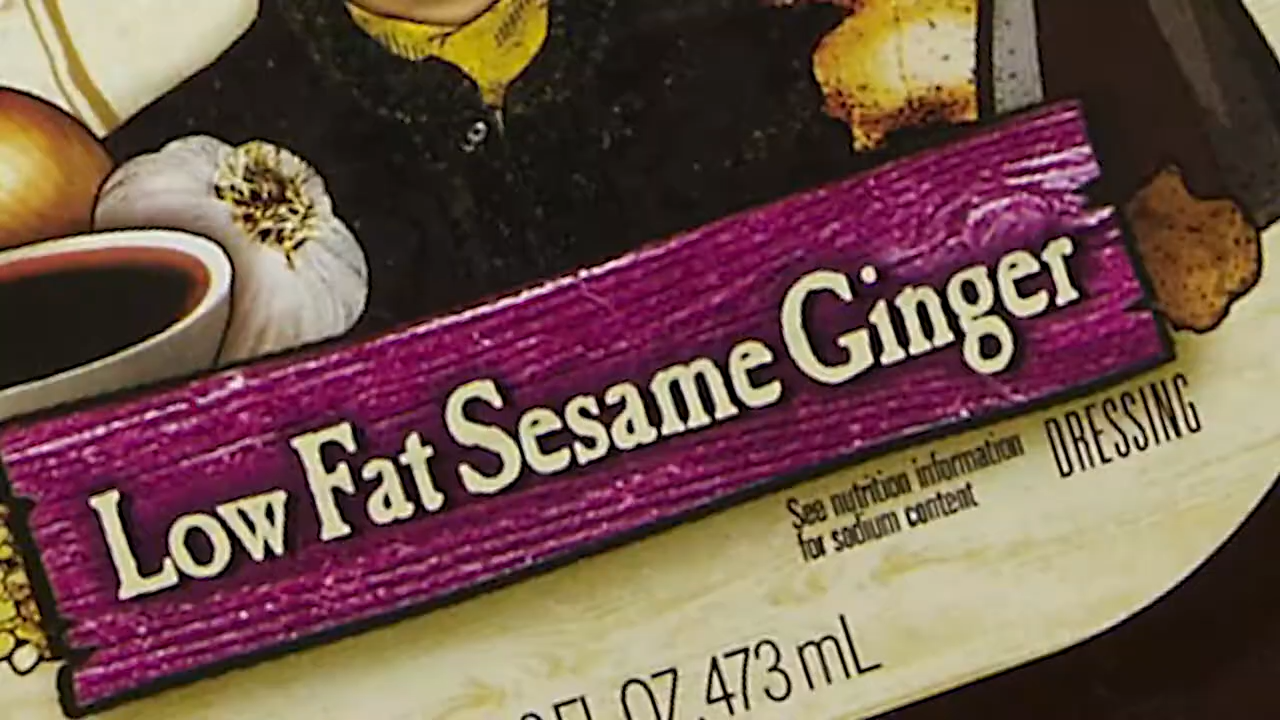 Low Fat Sesame Ginger
DRESSING
See nutrition information
for sodium content
FL OZ 473 mL